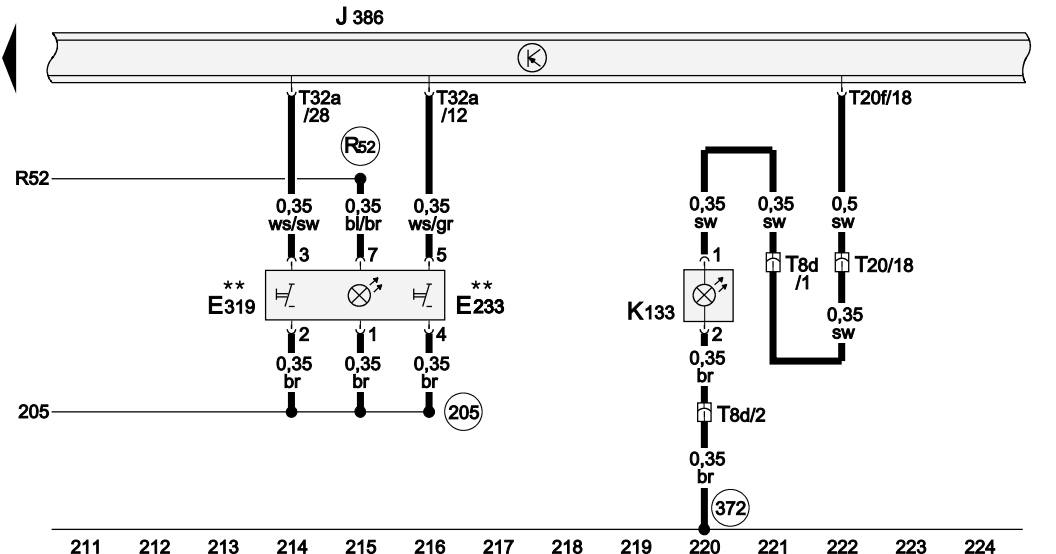 J 386
T32a
/28
T32a
/12
T20f/18
R52
R52
0,35
ws/sw
0,35
bl/br
0,35
ws/gr
0,35
sw
0,35
sw
0,5
sw
3
7
5
1
T8d
/1
T20/18
**
E319
**
E233
K133
0,35
sw
2
1
4
2
0,35
br
0,35
br
0,35
br
0,35
br
205
205
T8d/2
0,35
br
372
211 212 213 214 215 216 217 218 219 220 221 222 223 224